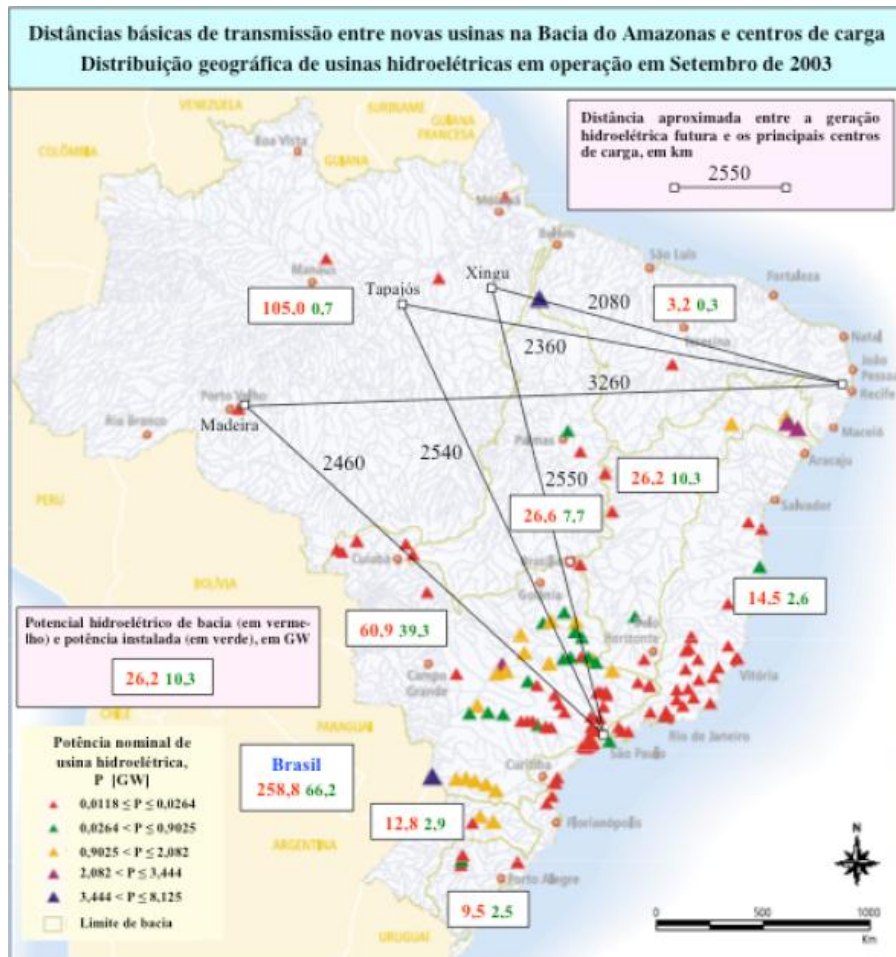 Distâncias básicas de transmissão entre novas usinas na Bacia do Amazonas e centros de carga
Distribuição geográfica de usinas hidroelétricas em operação em Setembro de 2003
VENEZUELA
SURINAME
GUIANA
FRANCESA
COLÔMBIA
GUIANA
Boa Vista
Distância aproximada entre a geração
hidroelétrica futura e os principais centros
de carga, em km
2550
Macapá
Belém
São Luís
Manaus
Xingu
Tapajós
Fortaleza
105,0 0,7
2080
3,2 0,3
Teresina
Natal
2360
João
Pessoa
3260
Recife
Porto Velho
Madeira
Rio Branco
Maceió
Palmas
2540
Aracaju
2460
2550
26,2 10,3
PERU
Salvador
26,6 7,7
Cuiabá
Brasília
BOLÍVIA
Goiânia
14,5 2,6
Potencial hidroelétrico de bacia (em verme-
lho) e potência instalada (em verde), em GW
26,2 10,3
60,9 39,3
Belo
Horizonte
Campo
Grande
Vitória
CHILE
PARAGUAI
Rio de Janeiro
São Paulo
Potência nominal de
usina hidroelétrica,
P [GW]
0,0118 ≤ P ≤ 0,0264
0,0264 < P ≤ 0,9025
0,9025 < P ≤ 2,082
2,082 < P ≤ 3,444
3,444 < P ≤ 8,125
Limite de bacia
Brasil
258,8 66,2
Curitiba
12,8 2,9
Florianópolis
ARGENTINA
N
Porto Alegre
9,5 2,5
URUGUAI
0 500 1000
Km